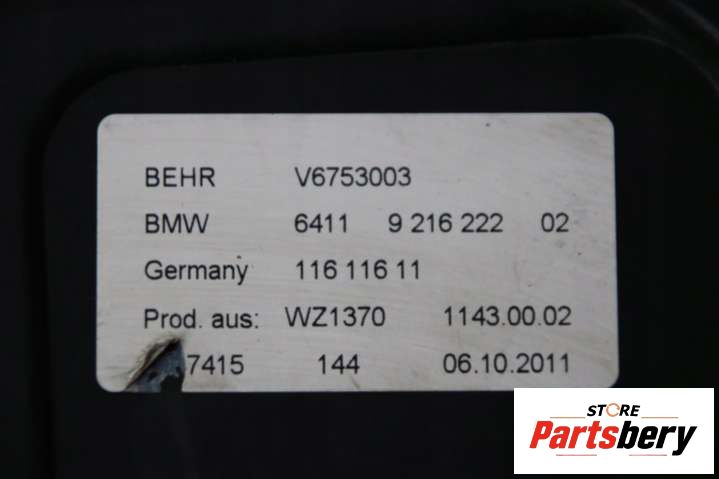 BEHR V6753003
BMW 6411 9 216 222 02
Germany 116 116 11
Prod. aus: WZ1370 1143.00.02
7415 144 06.10.2011
STORE
Partsbery